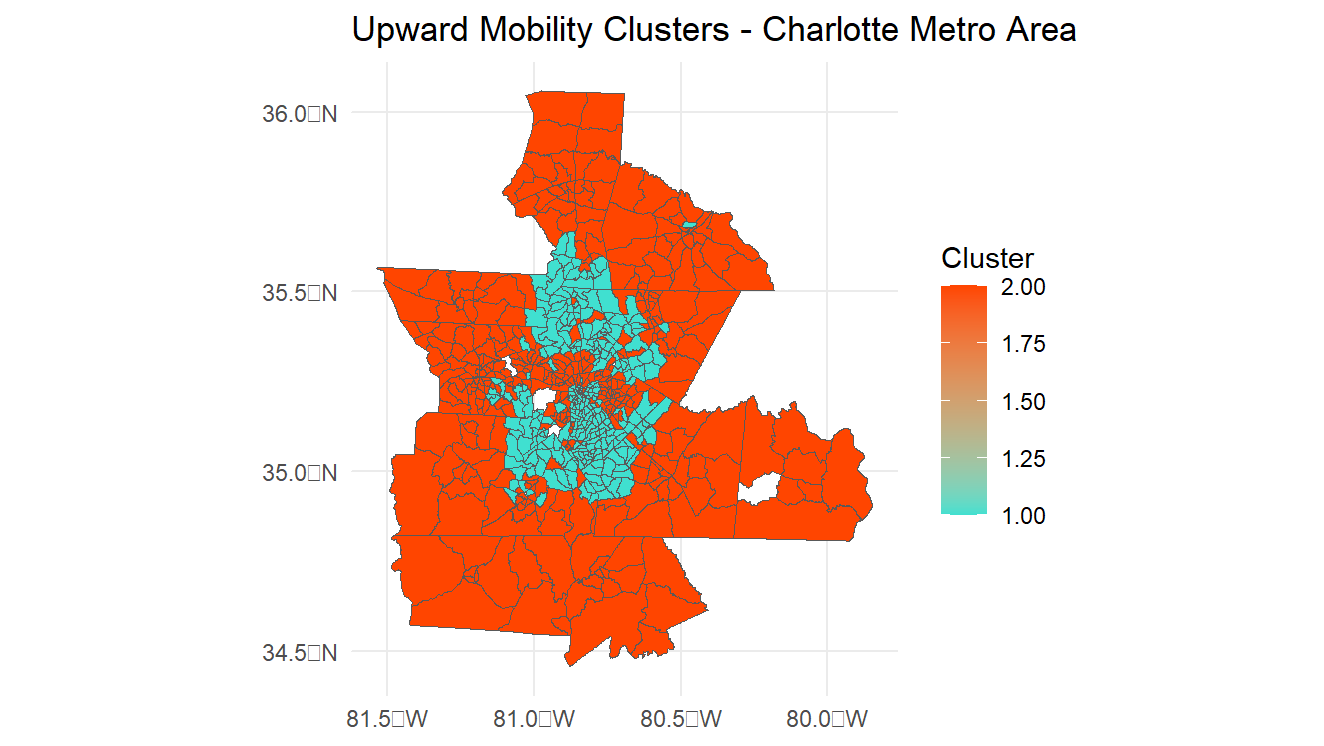 Upward Mobility Clusters - Charlotte Metro Area
36.0□N
35.5□N
35.0□N
34.5□N
81.5□W
81.0□W
80.5□W
80.0□W
Cluster
2.00
1.75
1.50
1.25
1.00